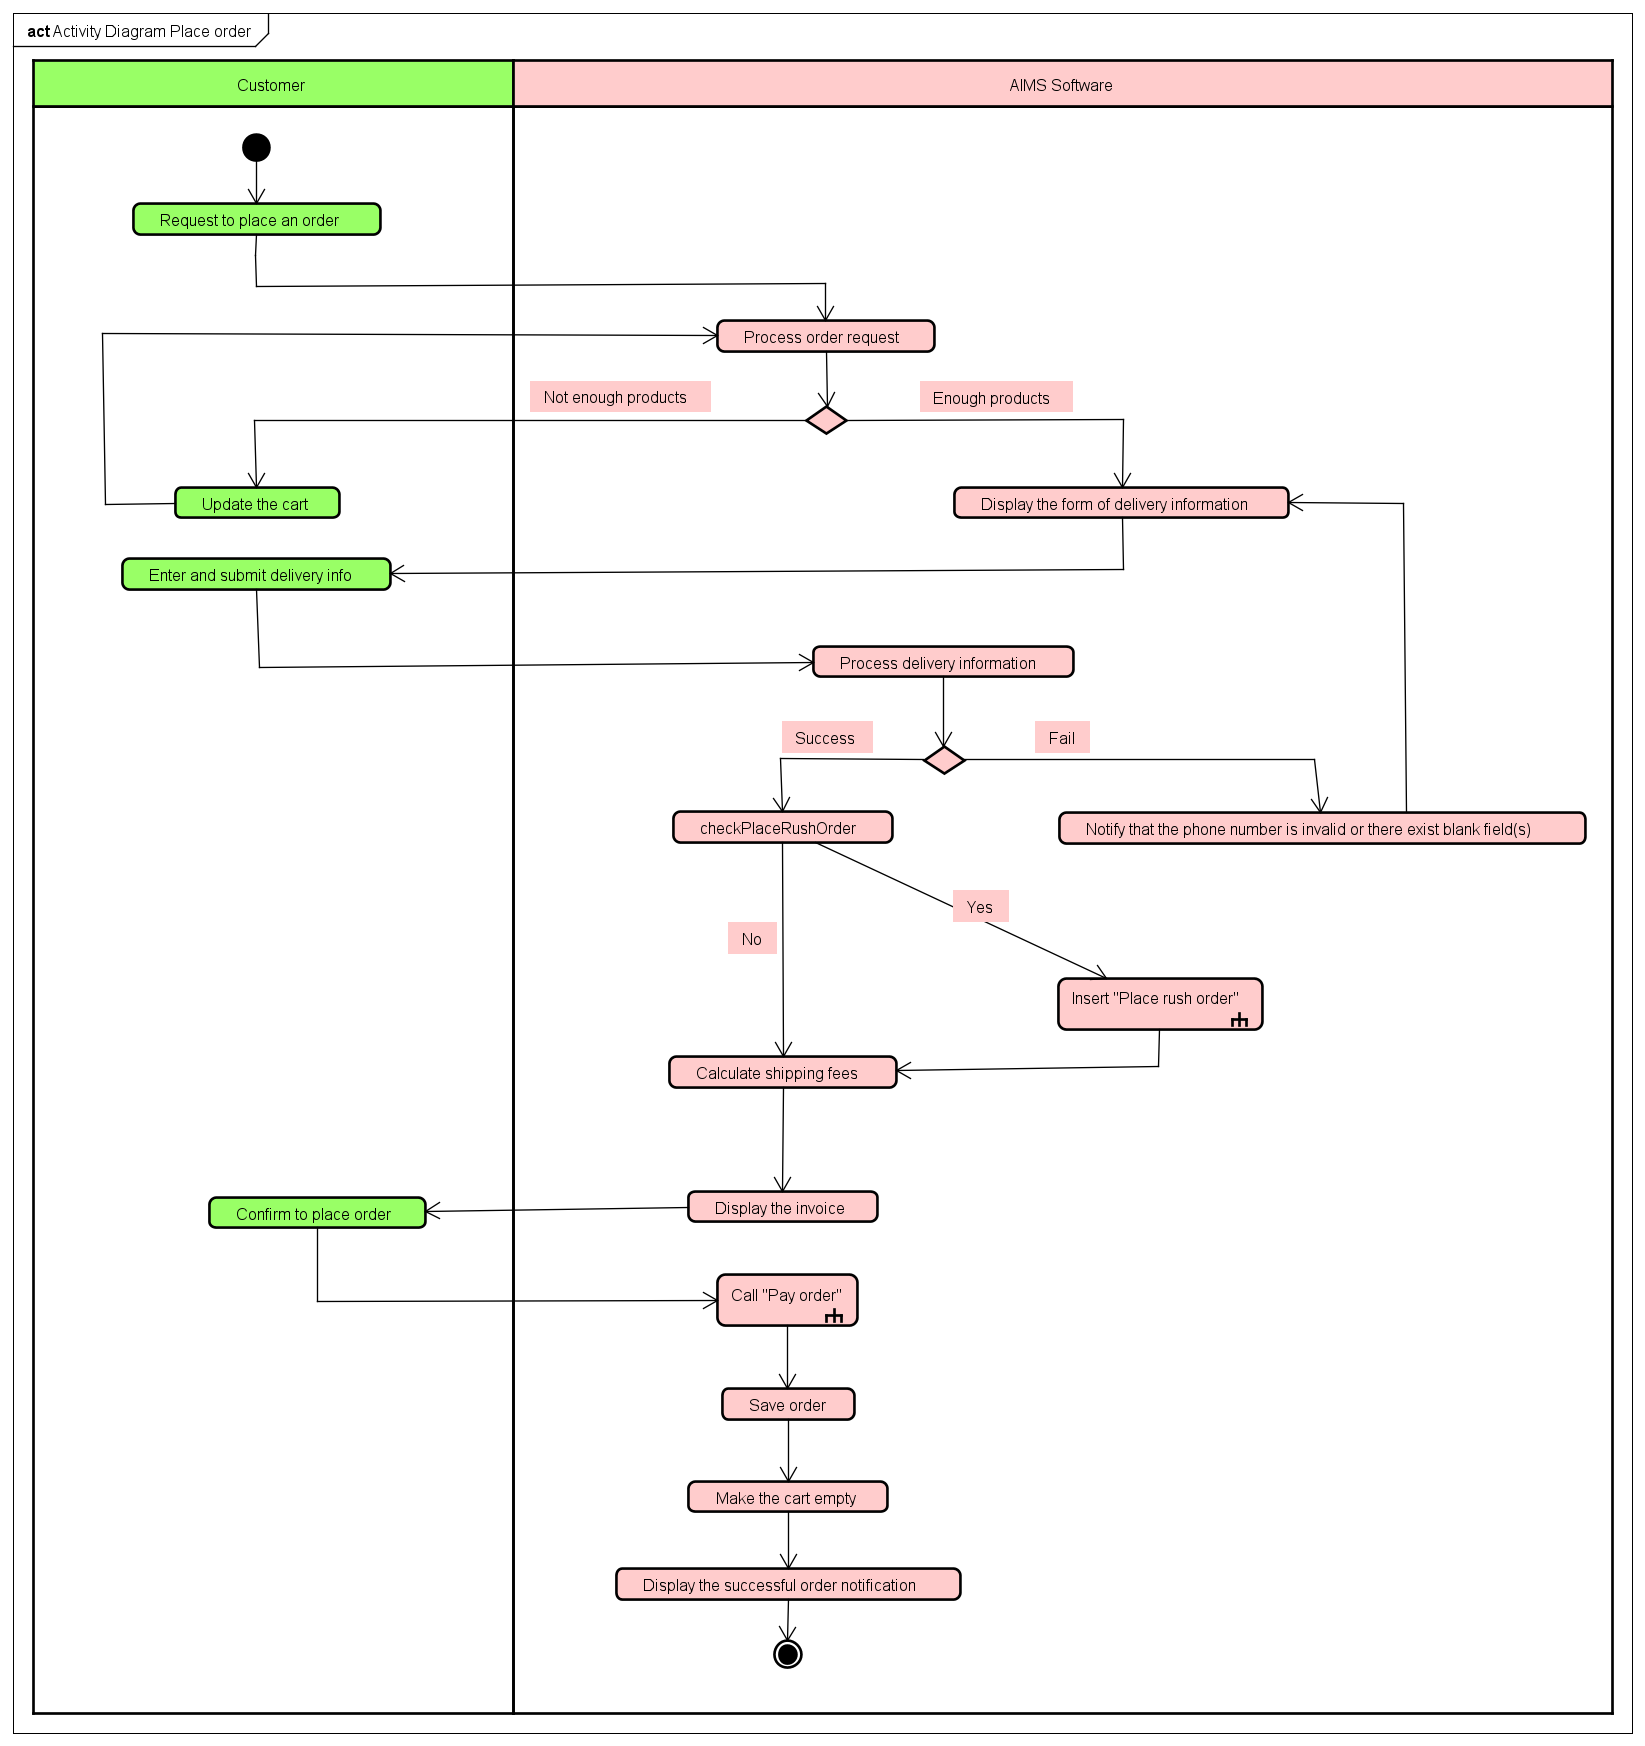 act Activity Diagram Place order
Customer
AIMS Software
Request to place an order
Process order request
Not enough products
Enough products
Update the cart
Display the form of delivery information
Enter and submit delivery info
Process delivery information
Success
Fail
checkPlaceRushOrder
Notify that the phone number is invalid or there exist blank field(s)
Yes
No
Insert "Place rush order"
Calculate shipping fees
Display the invoice
Confirm to place order
Call "Pay order"
Save order
Make the cart empty
Display the successful order notification